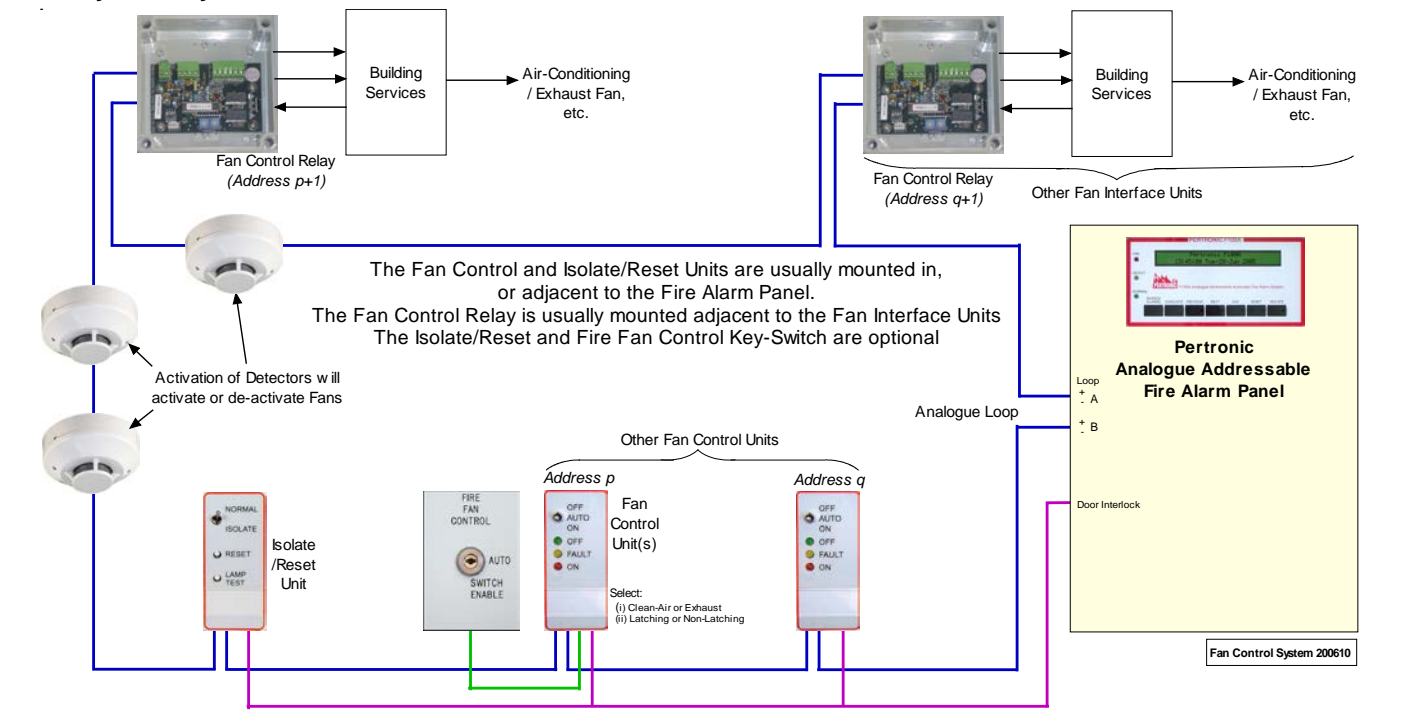 Building
Services
Air-Conditioning
/ Exhaust Fan,
etc.
Fan Control Relay
(Address p+1)
Building
Services
Air-Conditioning
/ Exhaust Fan,
etc.
Fan Control Relay
(Address q+1)
Other Fan Interface Units
The Fan Control and Isolate/Reset Units are usually mounted in,
or adjacent to the Fire Alarm Panel.
The Fan Control Relay is usually mounted adjacent to the Fan Interface Units
The Isolate/Reset and Fire Fan Control Key-Switch are optional
Activation of Detectors will
activate or de-activate Fans
PERTRONIC F100A
PERTRONIC
Pertronic
Analogue Addressable
Fire Alarm Panel
Loop
+
- A
+
- B
Analogue Loop
Door Interlock
Other Fan Control Units
Address p
Address q
NORMAL
ISOLATE
RESET
LAMP
TEST
Isolate
/Reset
Unit
FIRE
FAN
CONTROL
AUTO
SWITCH
ENABLE
OFF
AUTO
ON
OFF
FAULT
ON
Fan
Control
Unit(s)
Select:
(i) Clean-Air or Exhaust
(ii) Latching or Non-Latching
OFF
AUTO
ON
OFF
FAULT
ON
Fan Control System 200610